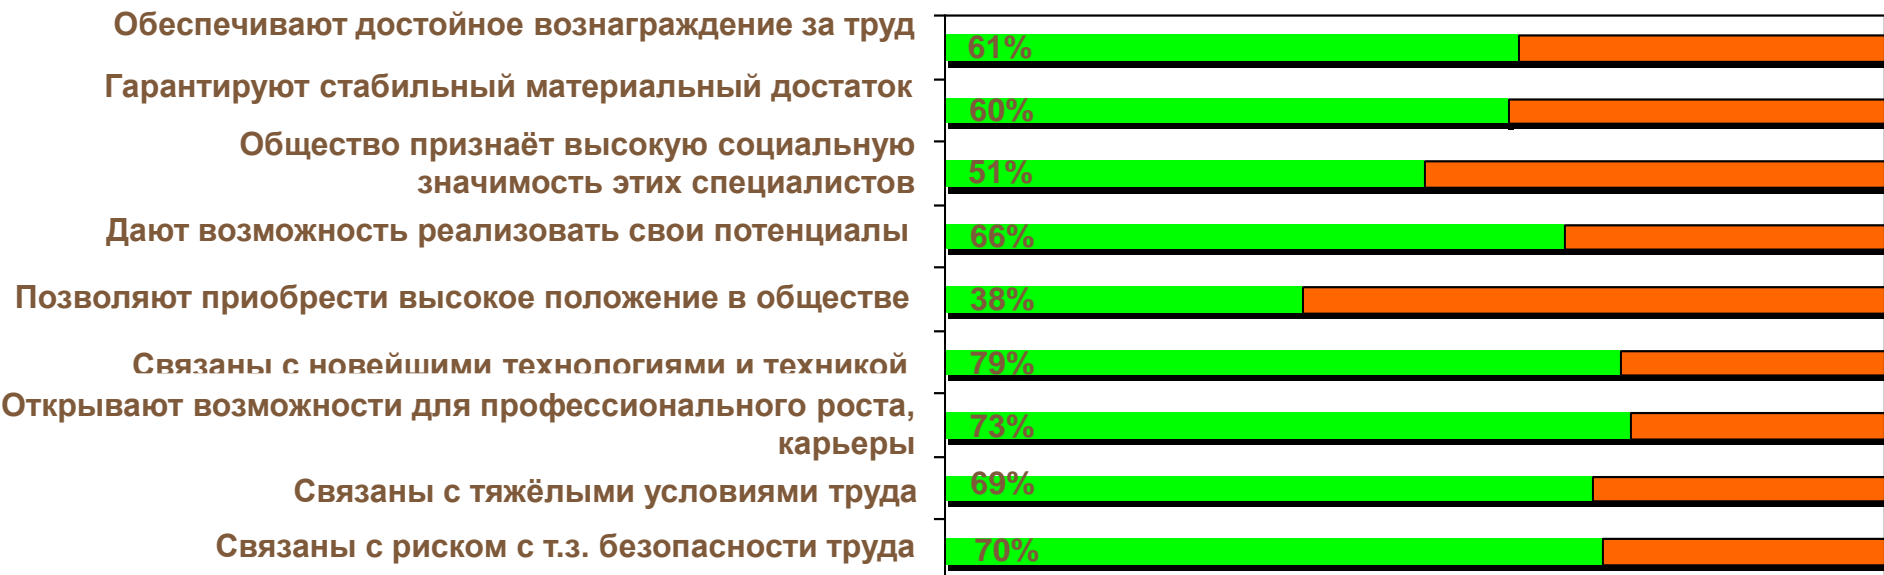 Обеспечивают достойное вознаграждение за труд
61%
Гарантируют стабильный материальный достаток
60%
Общество признаёт высокую социальную
значимость этих специалистов
51%
Дают возможность реализовать свои потенциалы
66%
Позволяют приобрести высокое положение в обществе
38%
Связаны с новейшими технологиями и техникой
79%
Открывают возможности для профессионального роста,
карьеры
73%
Связаны с тяжёлыми условиями труда
69%
Связаны с риском с т.з. безопасности труда
70%